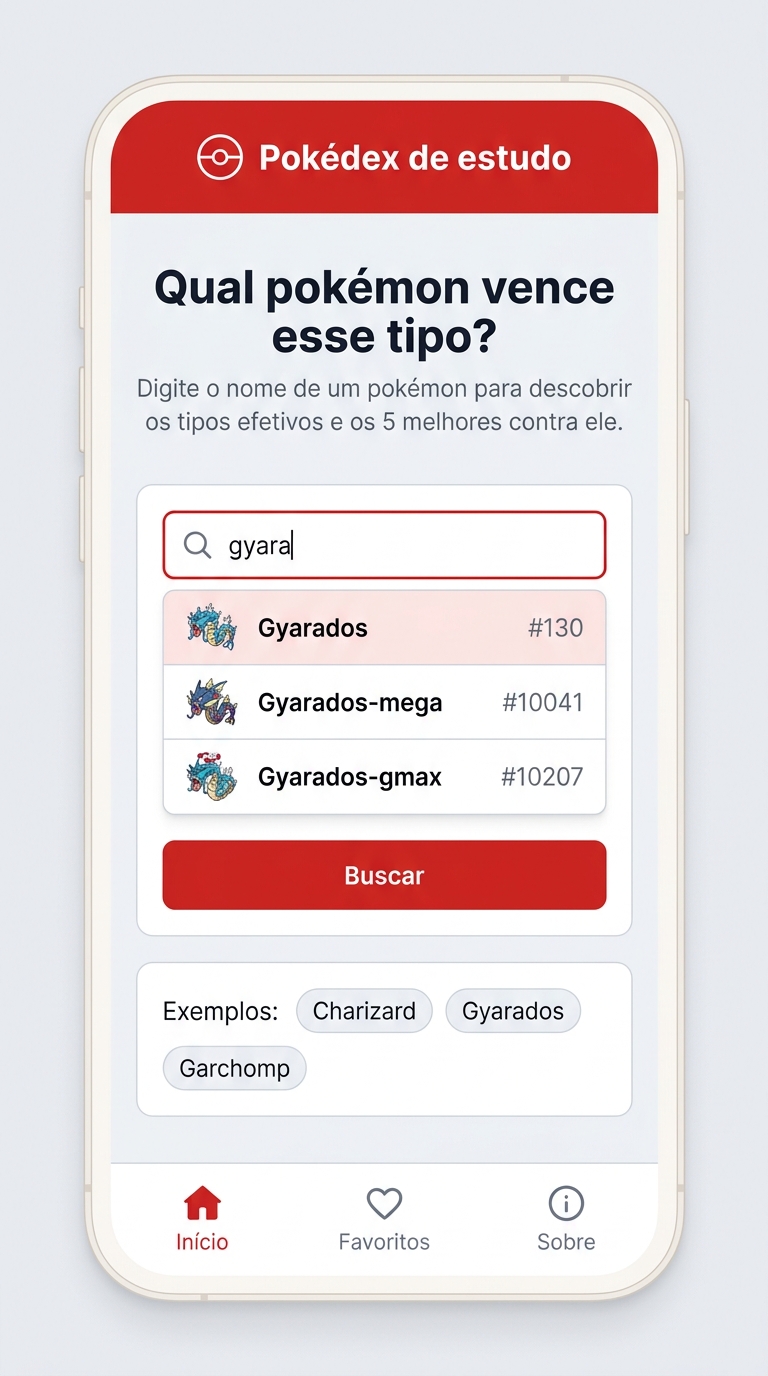 Pokédex de estudo
Qual pokémon vence
esse tipo?
Digite o nome de um pokémon para descobrir
os tipos efetivos e os 5 melhores contra ele.
gyara
Gyarados #130
Gyarados-mega #10041
Gyarados-gmax #10207
Buscar
Exemplos: Charizard Gyarados
Garchomp
Início Favoritos Sobre